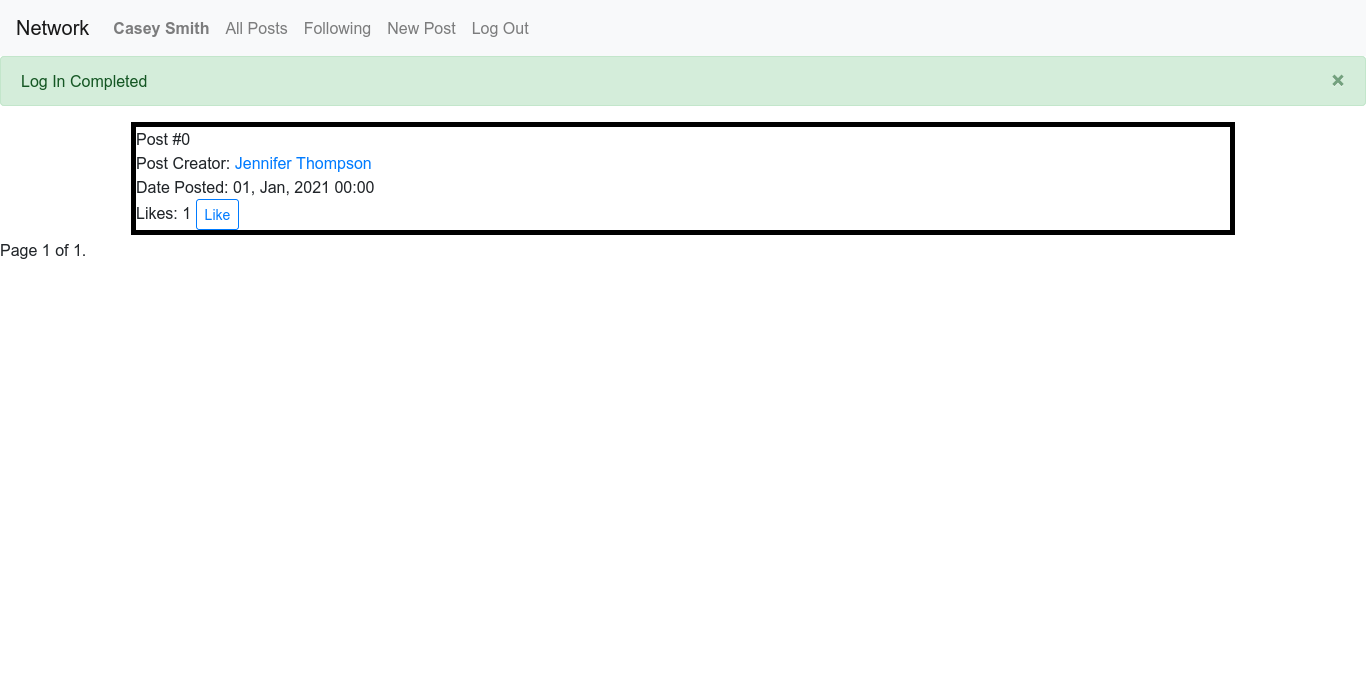 Network Casey Smith All Posts Following New Post Log Out
Log In Completed ×
Post #0
Post Creator: Jennifer Thompson
Date Posted: 01, Jan, 2021 00:00
Likes: 1 Like
Page 1 of 1.